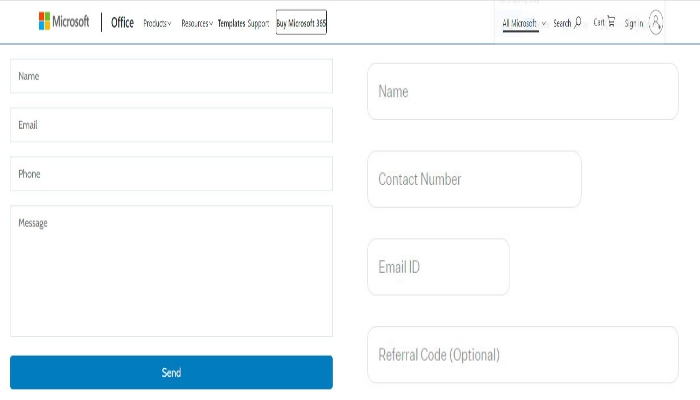 Microsoft Office Products Resources Templates Support Buy Microsoft 365 All Microsoft Search Cart Sign in
Name
Email
Phone
Message
Send
Name
Contact Number
Email ID
Referral Code (Optional)